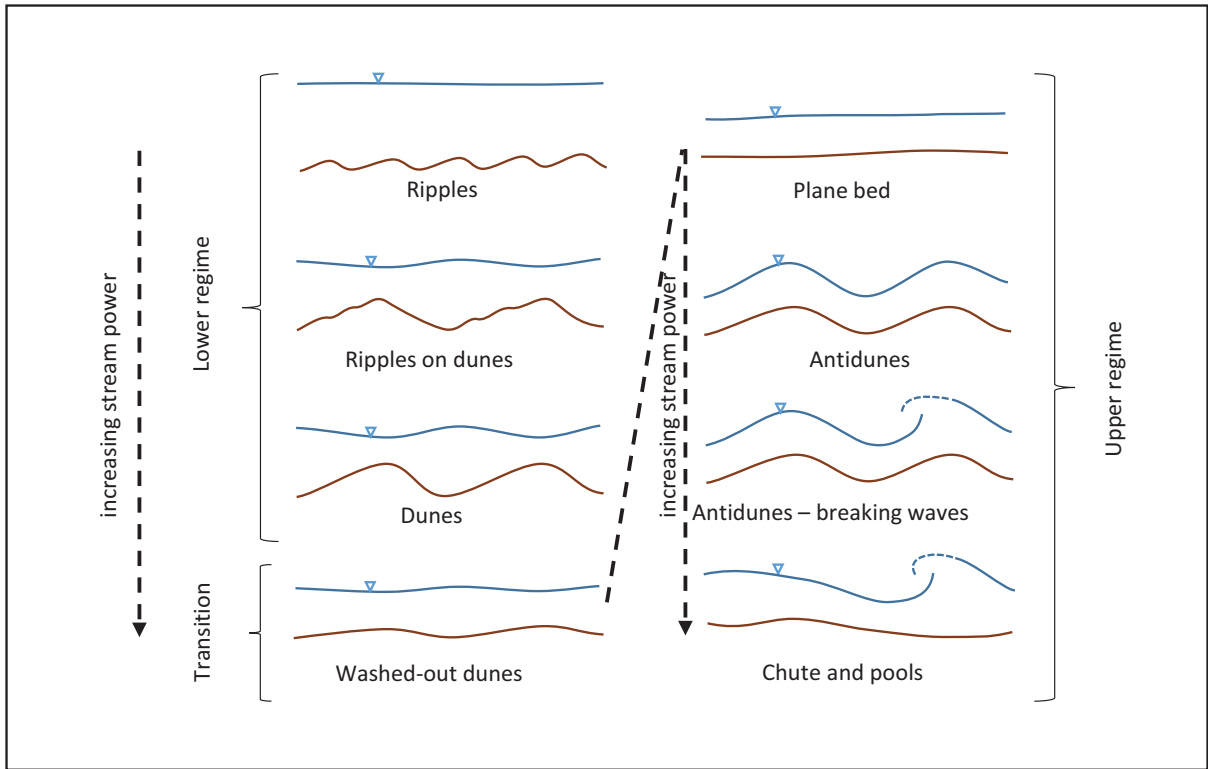 increasing stream power
Lower regime
Transition
Ripples
Ripples on dunes
Dunes
Washed-out dunes
increasing stream power
Plane bed
Antidunes
Antidunes – breaking waves
Chute and pools
Upper regime